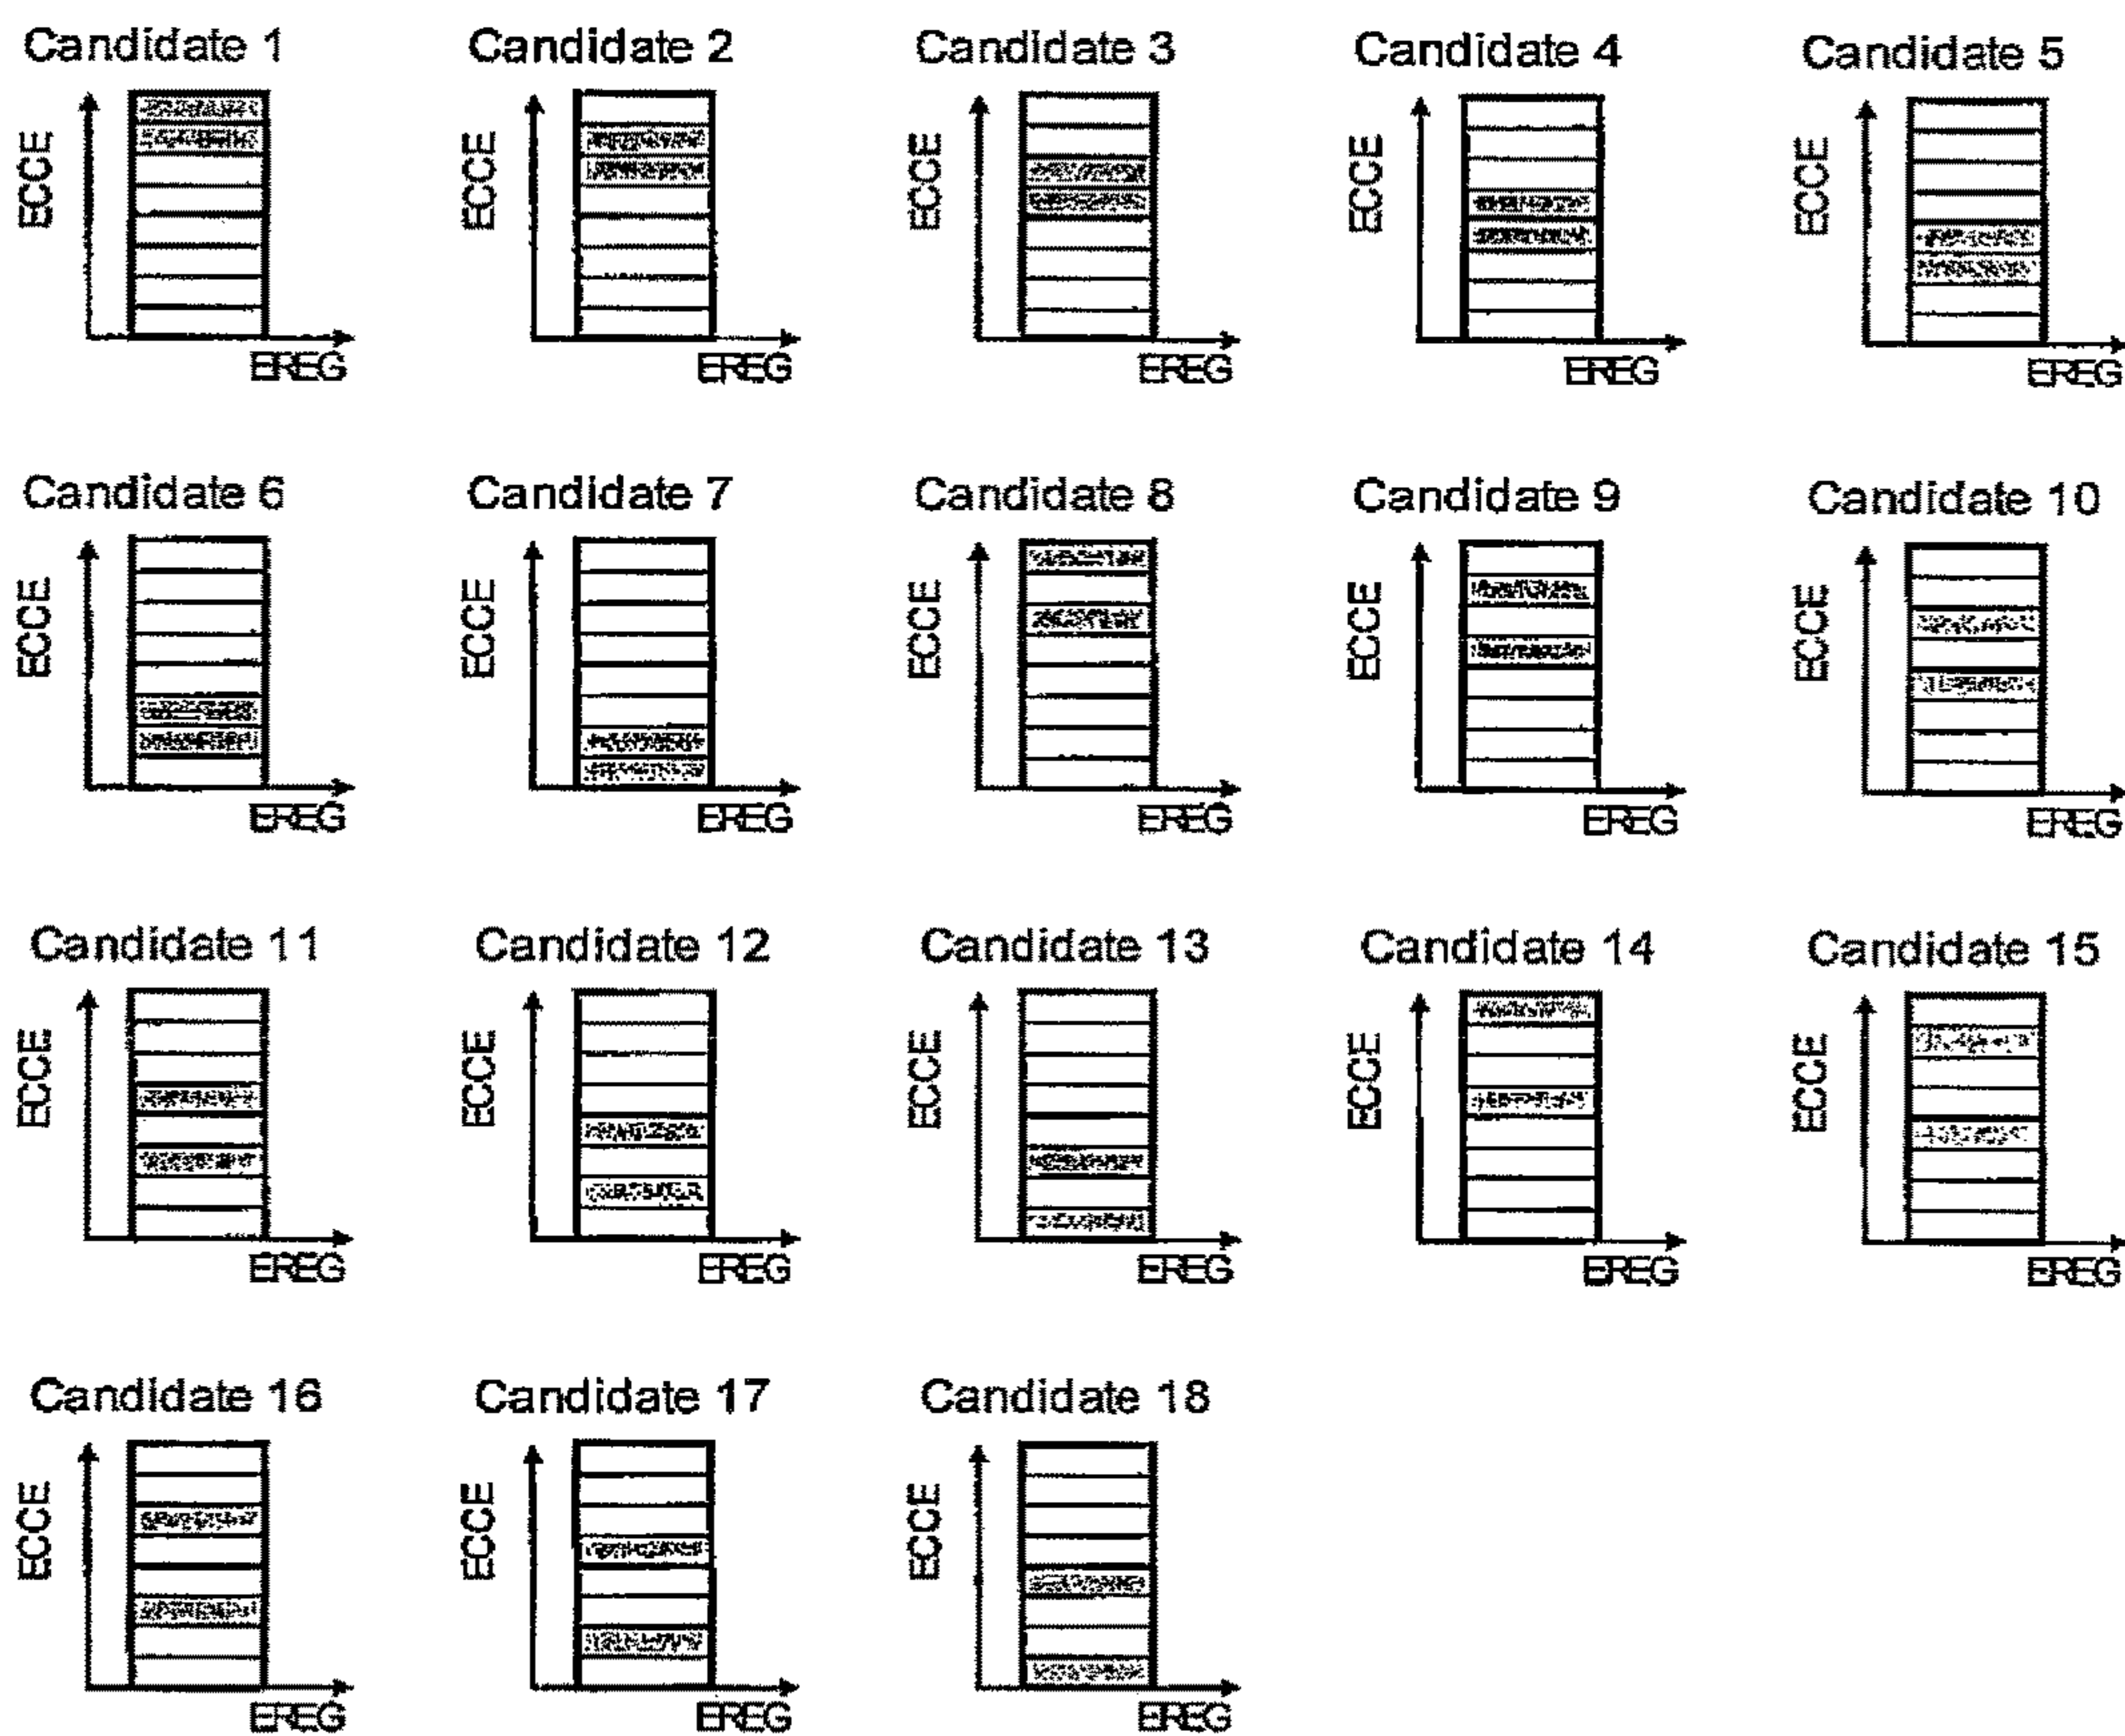 Candidate 1 Candidate 2 Candidate 3 Candidate 4 Candidate 5
ECCE ECCE ECCE ECCE ECCE
EREG EREG EREG EREG EREG
Candidate 6 Candidate 7 Candidate 8 Candidate 9 Candidate 10
ECCE ECCE ECCE ECCE ECCE
EREG EREG EREG EREG EREG
Candidate 11 Candidate 12 Candidate 13 Candidate 14 Candidate 15
ECCE ECCE ECCE ECCE ECCE
EREG EREG EREG EREG EREG
Candidate 16 Candidate 17 Candidate 18
ECCE ECCE ECCE
EREG EREG EREG